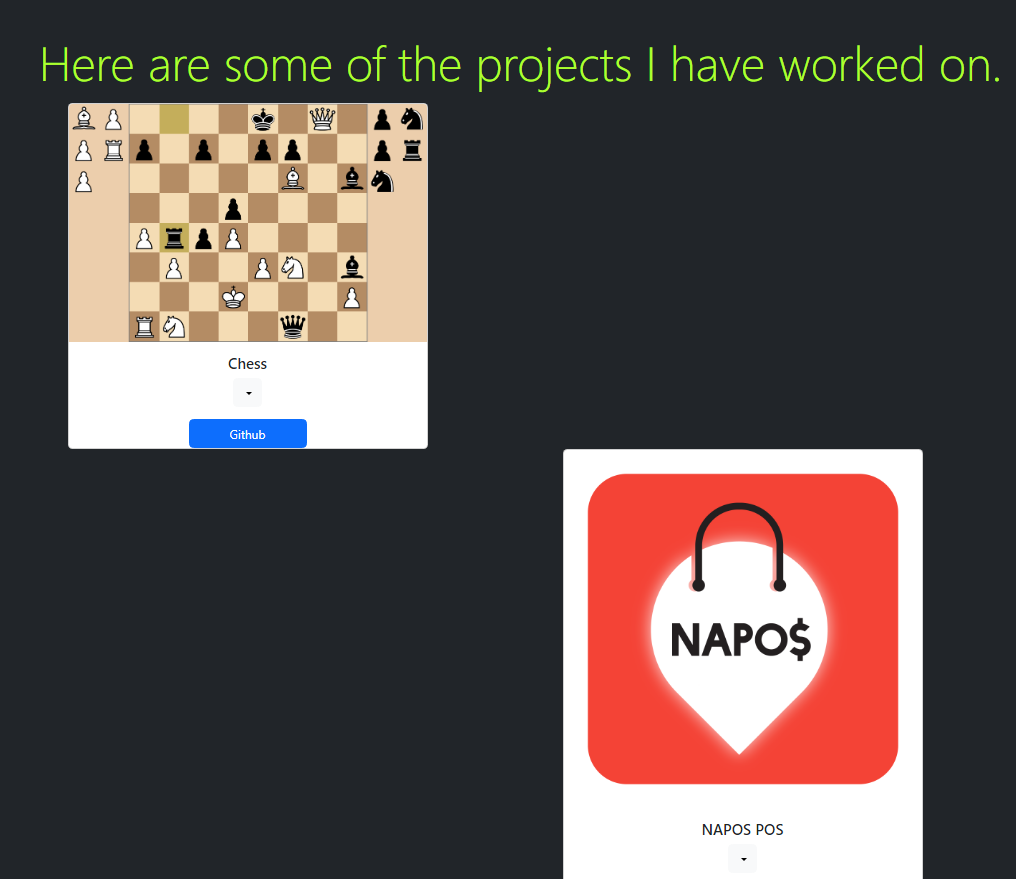 Here are some of the projects I have worked on.
Chess
Github
NAPO$
NAPOS POS